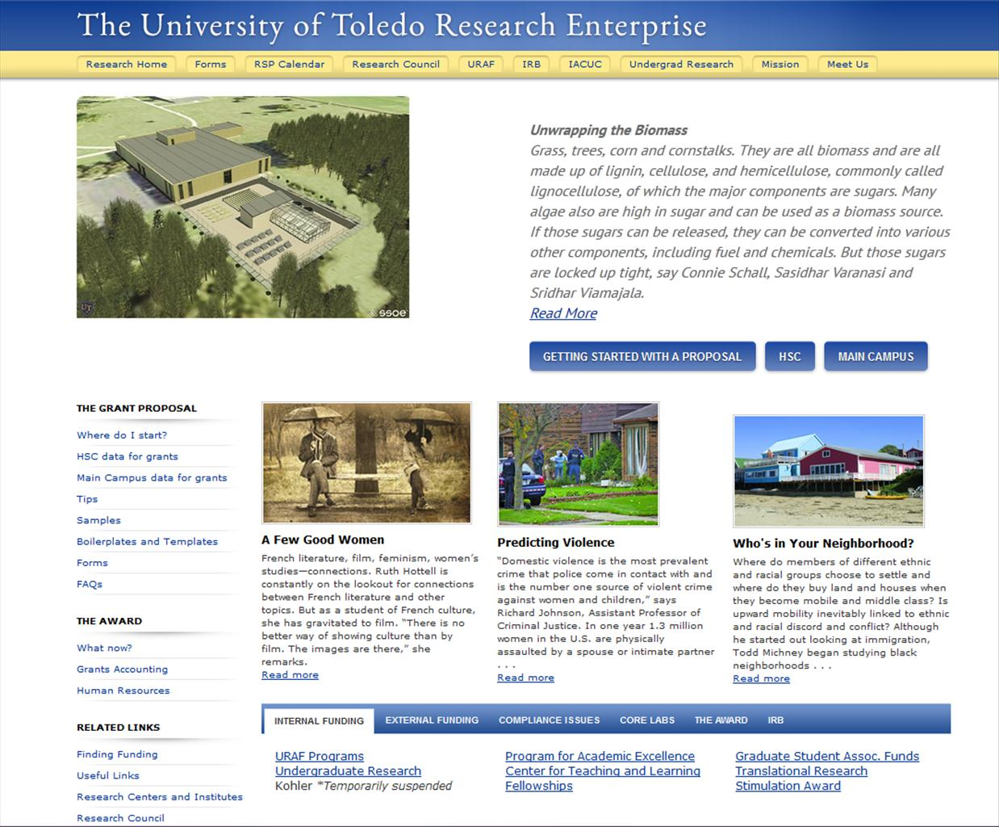 The University of Toledo Research Enterprise
Research Home
Forms
RSP Calendar
Research Council
URAF
IRB
IACUC
Undergrad Research
Mission
Meet Us
UT
ssoe
Unwrapping the Biomass
Grass, trees, corn and cornstalks. They are all biomass and are all
made up of lignin, cellulose, and hemicellulose, commonly called
lignocellulose, of which the major components are sugars. Many
algae also are high in sugar and can be used as a biomass source.
If those sugars can be released, they can be converted into various
other components, including fuel and chemicals. But those sugars
are locked up tight, say Connie Schall, Sasidhar Varanasi and
Sridhar Viamajala.
Read More
GETTING STARTED WITH A PROPOSAL
HSC
MAIN CAMPUS
THE GRANT PROPOSAL
Where do I start?
HSC data for grants
Main Campus data for grants
Tips
Samples
Boilerplates and Templates
Forms
FAQs
THE AWARD
What now?
Grants Accounting
Human Resources
RELATED LINKS
Finding Funding
Useful Links
Research Centers and Institutes
Research Council
A Few Good Women
French literature, film, feminism, women's
studies—connections. Ruth Hottell is
constantly on the lookout for connections
between French literature and other
topics. But as a student of French culture,
she has gravitated to film. “There is no
better way of showing culture than by
film. The images are there,” she
remarks.
Read more
Predicting Violence
“Domestic violence is the most prevalent
crime that police come in contact with and
is the number one source of violent crime
against women and children,” says
Richard Johnson, Assistant Professor of
Criminal Justice. In one year 1.3 million
women in the U.S. are physically
assaulted by a spouse or intimate partner
. . .
Read more
Who's in Your Neighborhood?
Where do members of different ethnic
and racial groups choose to settle and
where do they buy land and houses when
they become mobile and middle class? Is
upward mobility inevitably linked to ethnic
and racial discord and conflict? Although
he started out looking at immigration,
Todd Michney began studying black
neighborhoods . . .
Read more
INTERNAL FUNDING
EXTERNAL FUNDING
COMPLIANCE ISSUES
CORE LABS
THE AWARD
IRB
URAF Programs
Undergraduate Research
Kohler *Temporarily suspended
Program for Academic Excellence
Center for Teaching and Learning
Fellowships
Graduate Student Assoc. Funds
Translational Research
Stimulation Award